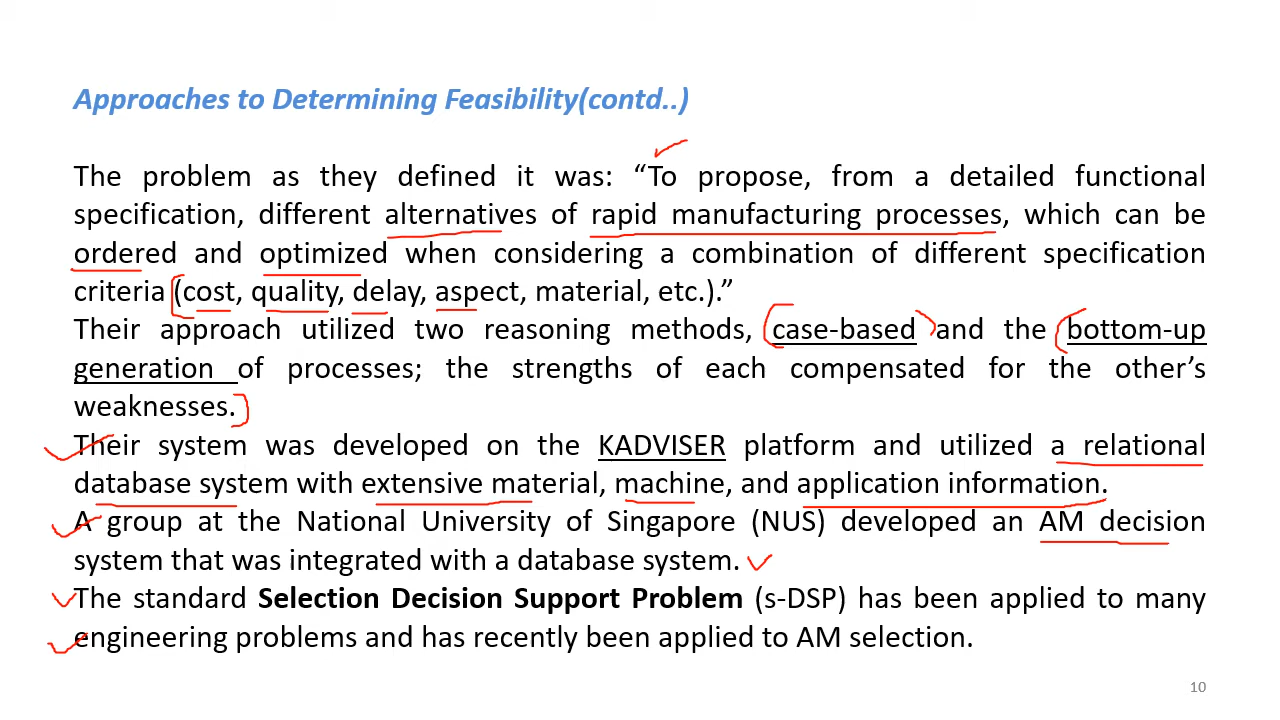 Approaches to Determining Feasibility(contd..)
The problem as they defined it was: “To propose, from a detailed functional
specification, different alternatives of rapid manufacturing processes, which can be
ordered and optimized when considering a combination of different specification
criteria (cost, quality, delay, aspect, material, etc.).”
Their approach utilized two reasoning methods, case-based and the bottom-up
generation of processes; the strengths of each compensated for the other’s
weaknesses.
Their system was developed on the KADVISER platform and utilized a relational
database system with extensive material, machine, and application information.
A group at the National University of Singapore (NUS) developed an AM decision
system that was integrated with a database system.
The standard Selection Decision Support Problem (s-DSP) has been applied to many
engineering problems and has recently been applied to AM selection.
10